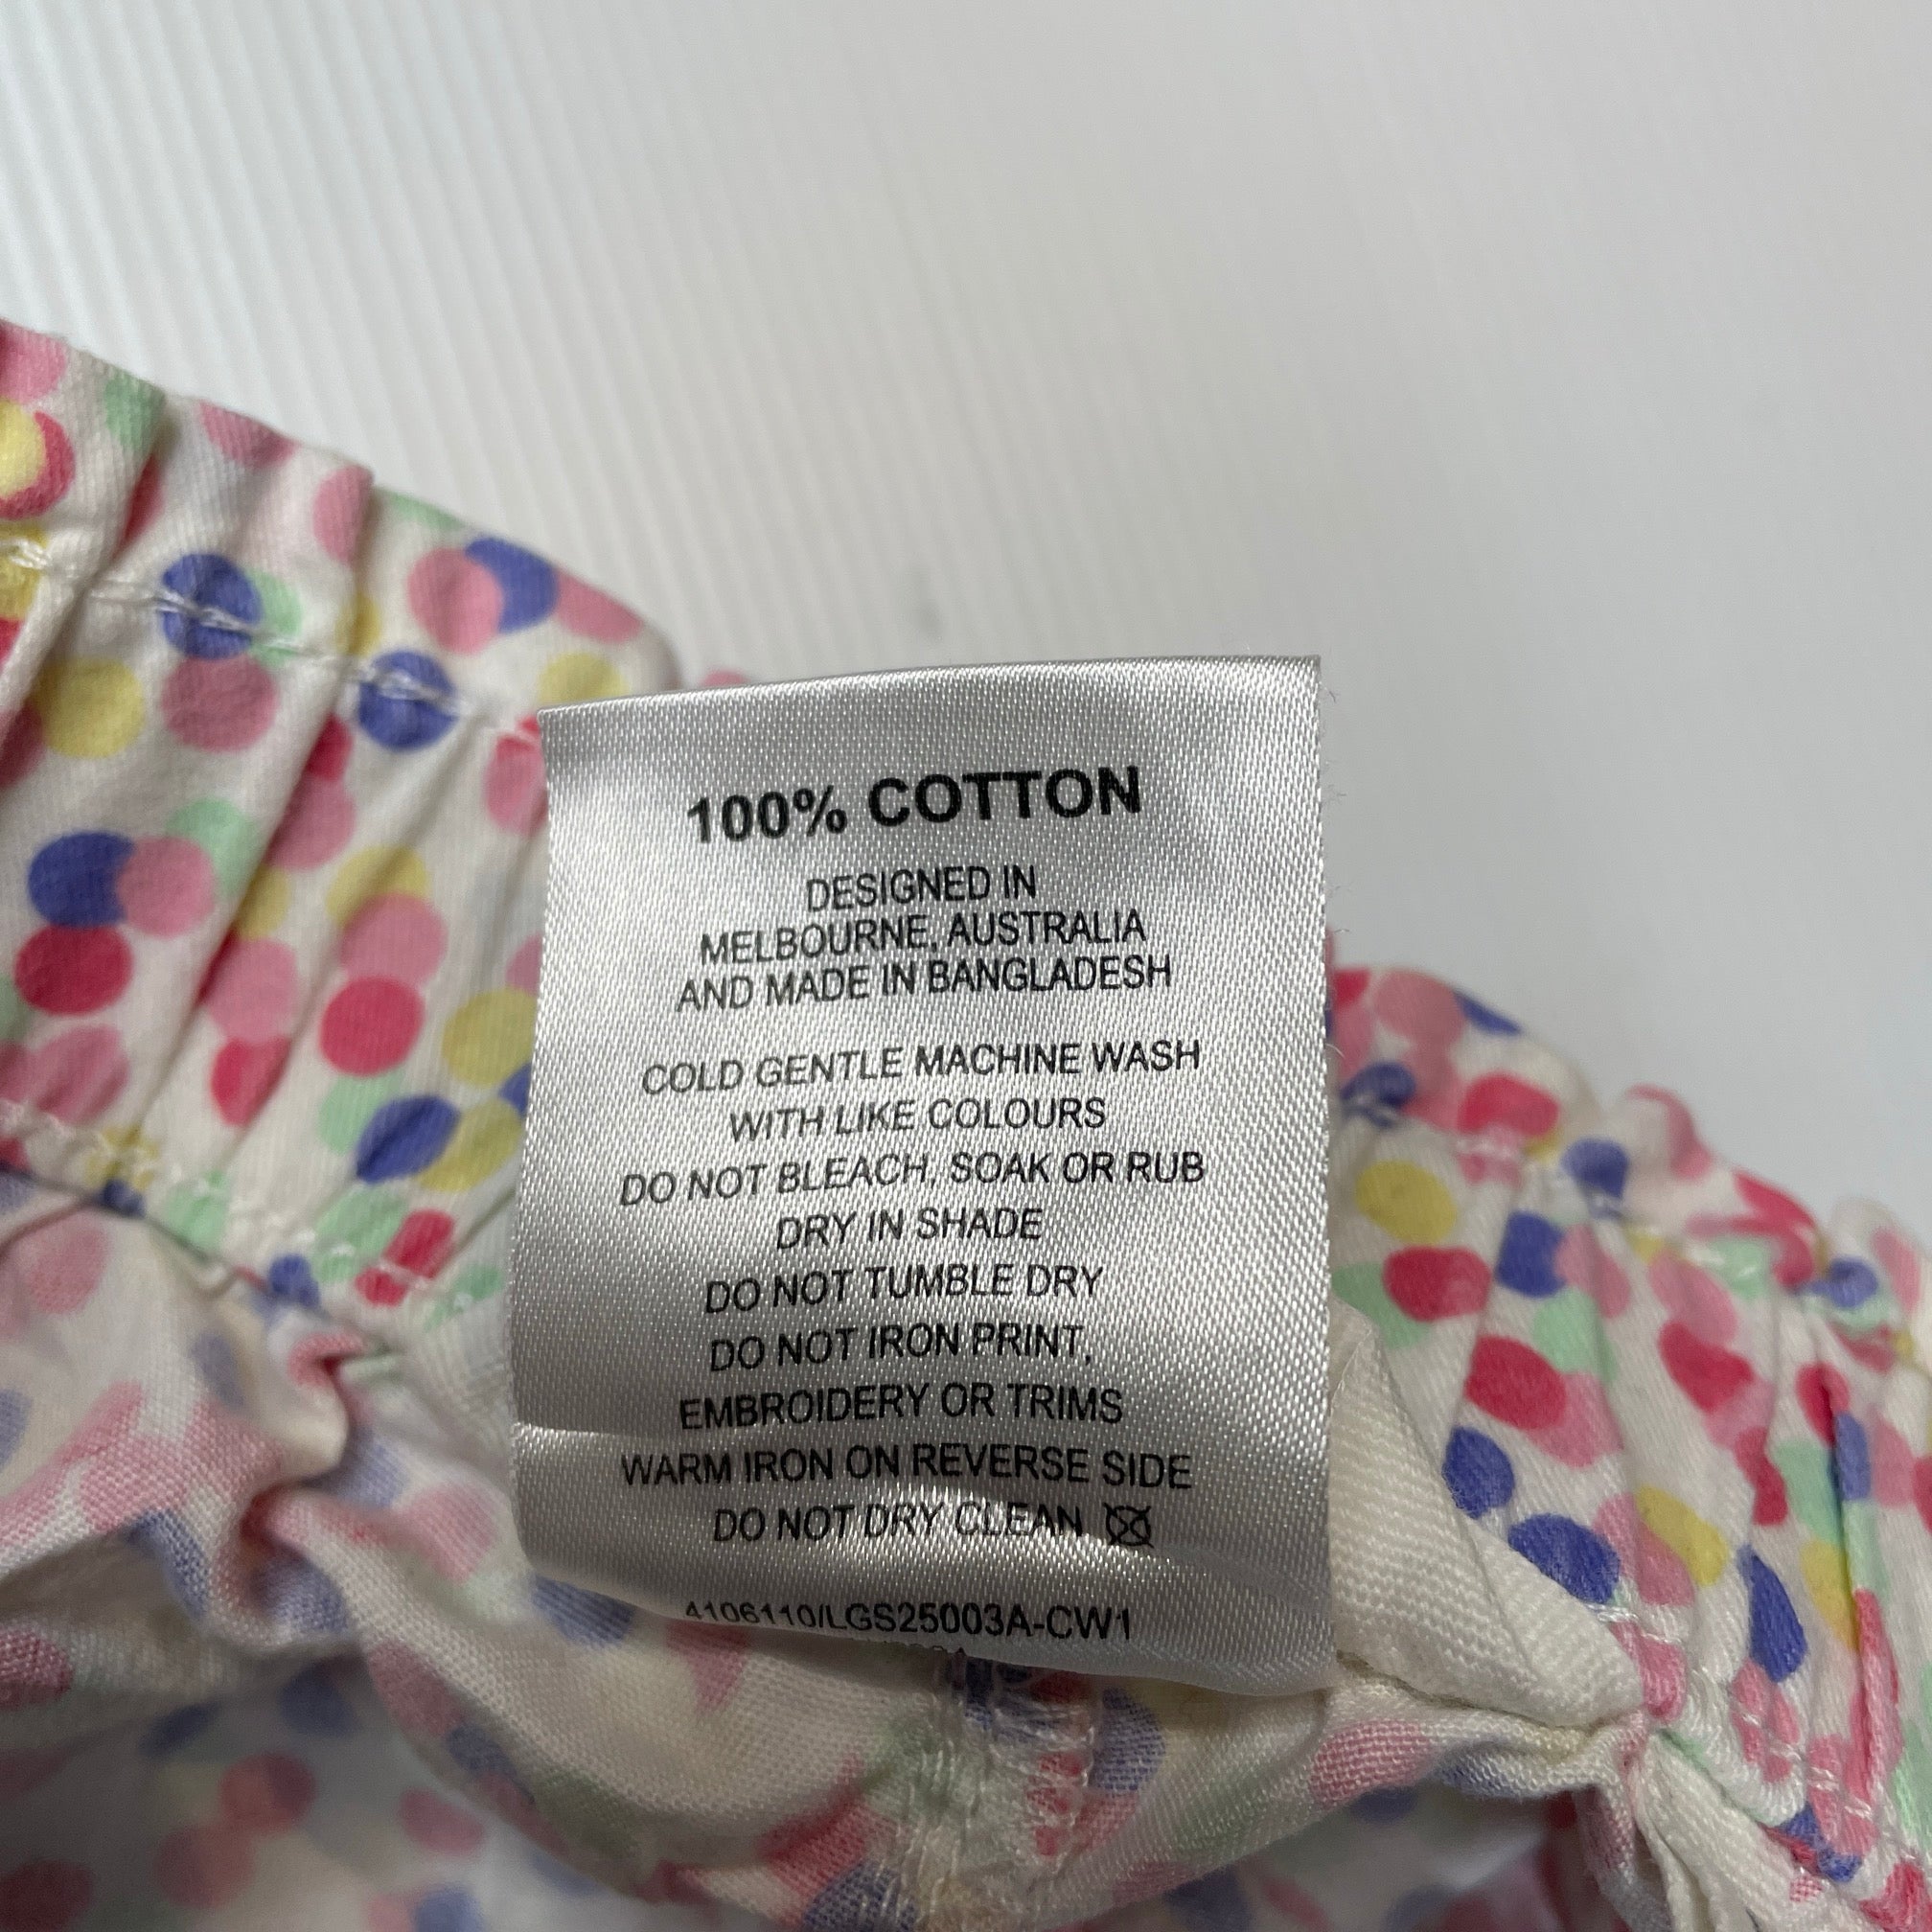 100% COTTON
DESIGNED IN
MELBOURNE, AUSTRALIA
AND MADE IN BANGLADESH
COLD GENTLE MACHINE WASH
WITH LIKE COLOURS
DO NOT BLEACH, SOAK OR RUB
DRY IN SHADE
DO NOT TUMBLE DRY
DO NOT IRON PRINT,
EMBROIDERY OR TRIMS
WARM IRON ON REVERSE SIDE
DO NOT DRY CLEAN
4106110/LGS25003A-CW1